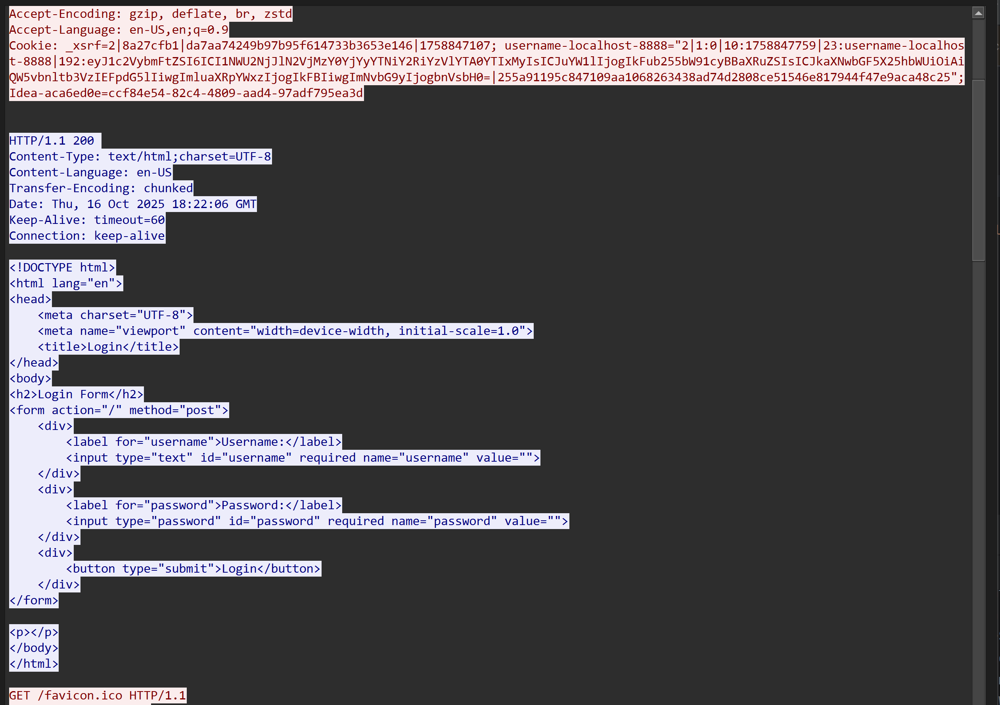 Accept-Encoding: gzip, deflate, br, zstd
Accept-Language: en-US,en;q=0.9
Cookie: _xsrf=2|8a27cfb1|da7aa74249b97b95f614733b3653e146|1758847107; username-localhost-8888="2|1:0|10:1758847759|23:username-localhos
t-8888|192:eyJ1c2VybmFtZSI6ICI1NWU2NjJlN2VjMzY0YjYyYTNiY2RiYzVlYTA0YTIxMyIsICJuYW1lIjogIkFub255bW91cyBBaXRuZSIsICJkaXNwbGF5X25hbWUiOiAi
QW5vbnltb3VzIEFpdG5lIiwgImluaXRpYWxzIjogIkFBIiwgImNvbG9yIjogbnVsbH0=|255a91195c847109aa1068263438ad74d2808ce51546e817944f47e9aca48c25";
Idea-aca6ed0e=ccf84e54-82c4-4809-aad4-97adf795ea3d
HTTP/1.1 200
Content-Type: text/html;charset=UTF-8
Content-Language: en-US
Transfer-Encoding: chunked
Date: Thu, 16 Oct 2025 18:22:06 GMT
Keep-Alive: timeout=60
Connection: keep-alive
<!DOCTYPE html>
<html lang="en">
<head>
    <meta charset="UTF-8">
    <meta name="viewport" content="width=device-width, initial-scale=1.0">
    <title>Login</title>
</head>
<body>
<h2>Login Form</h2>
<form action="/" method="post">
    <div>
        <label for="username">Username:</label>
        <input type="text" id="username" required name="username" value="">
    </div>
    <div>
        <label for="password">Password:</label>
        <input type="password" id="password" required name="password" value="">
    </div>
    <div>
        <button type="submit">Login</button>
    </div>
</form>
<p></p>
</body>
</html>
GET /favicon.ico HTTP/1.1